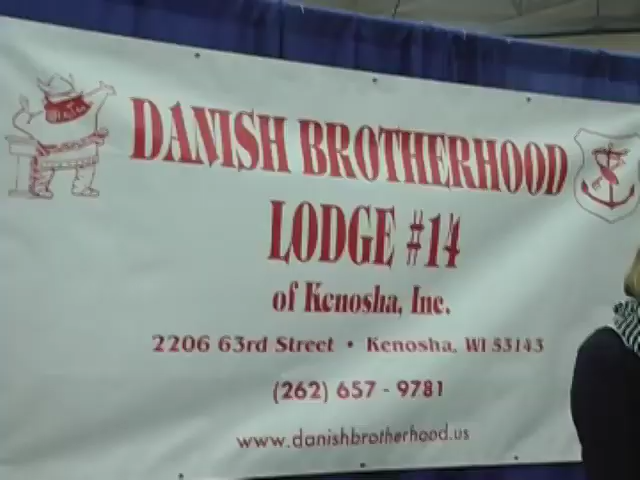 DANISH BROTHERHOOD
LODGE #14
of Kenosha, Inc.
2206 63rd Street • Kenosha, WI 53143
(262) 657 - 9781
www.danishbrotherhood.us